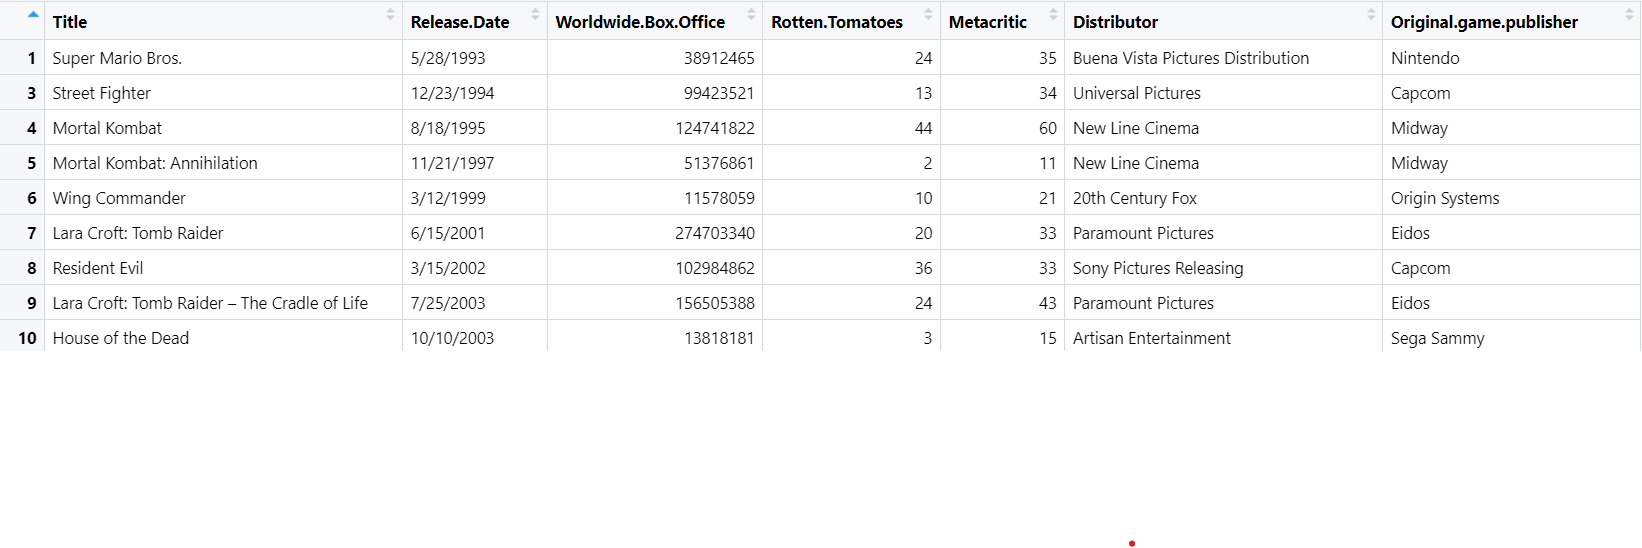 Title Release.Date Worldwide.Box.Office Rotten.Tomatoes Metacritic Distributor Original.game.publisher
1 Super Mario Bros. 5/28/1993 38912465 24 35 Buena Vista Pictures Distribution Nintendo
3 Street Fighter 12/23/1994 99423521 13 34 Universal Pictures Capcom
4 Mortal Kombat 8/18/1995 124741822 44 60 New Line Cinema Midway
5 Mortal Kombat: Annihilation 11/21/1997 51376861 2 11 New Line Cinema Midway
6 Wing Commander 3/12/1999 11578059 10 21 20th Century Fox Origin Systems
7 Lara Croft: Tomb Raider 6/15/2001 274703340 20 33 Paramount Pictures Eidos
8 Resident Evil 3/15/2002 102984862 36 33 Sony Pictures Releasing Capcom
9 Lara Croft: Tomb Raider – The Cradle of Life 7/25/2003 156505388 24 43 Paramount Pictures Eidos
10 House of the Dead 10/10/2003 13818181 3 15 Artisan Entertainment Sega Sammy